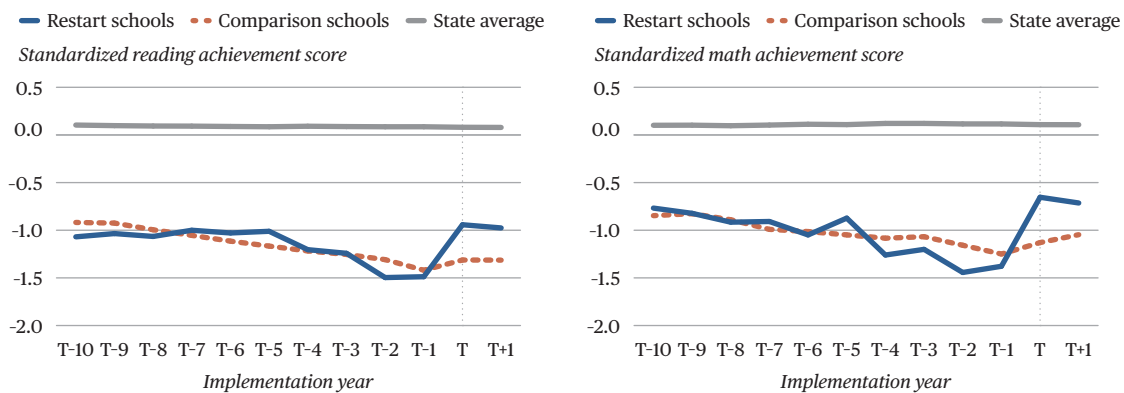 Restart schools Comparison schools State average
Standardized reading achievement score
0.5
0.0
-0.5
-1.0
-1.5
-2.0
T-10 T-9 T-8 T-7 T-6 T-5 T-4 T-3 T-2 T-1 T T+1
Implementation year
Restart schools Comparison schools State average
Standardized math achievement score
0.5
0.0
-0.5
-1.0
-1.5
-2.0
T-10 T-9 T-8 T-7 T-6 T-5 T-4 T-3 T-2 T-1 T T+1
Implementation year